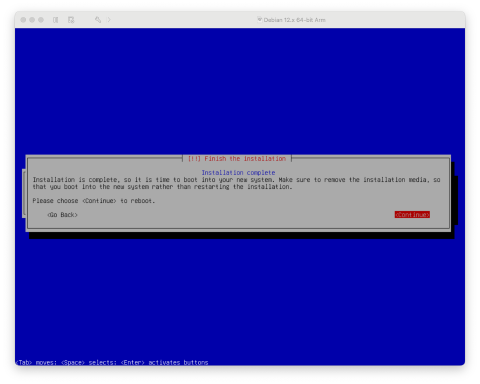 Debian 12.x 64-bit Arm
[!!] Finish the installation
Installation complete
Installation is complete, so it is time to boot into your new system. Make sure to remove the installation media, so
that you boot into the new system rather than restarting the installation.
Please choose <Continue> to reboot.
<Go Back> <Continue>
<Tab> moves; <Space> selects; <Enter> activates buttons